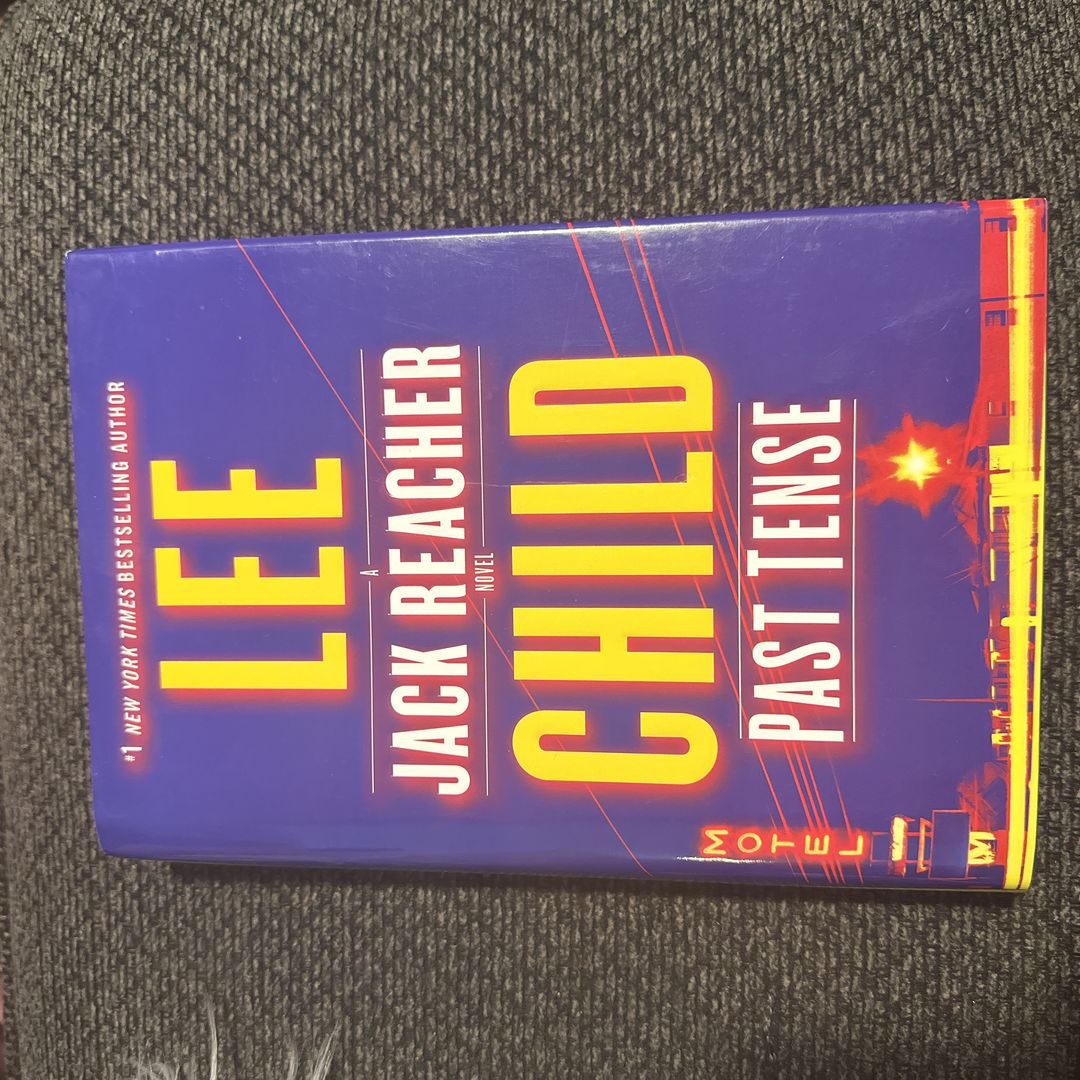 #1 NEW YORK TIMES BESTSELLING AUTHOR
LEE
A
JACK REACHER
NOVEL
CHILD
PAST TENSE
MOTEL